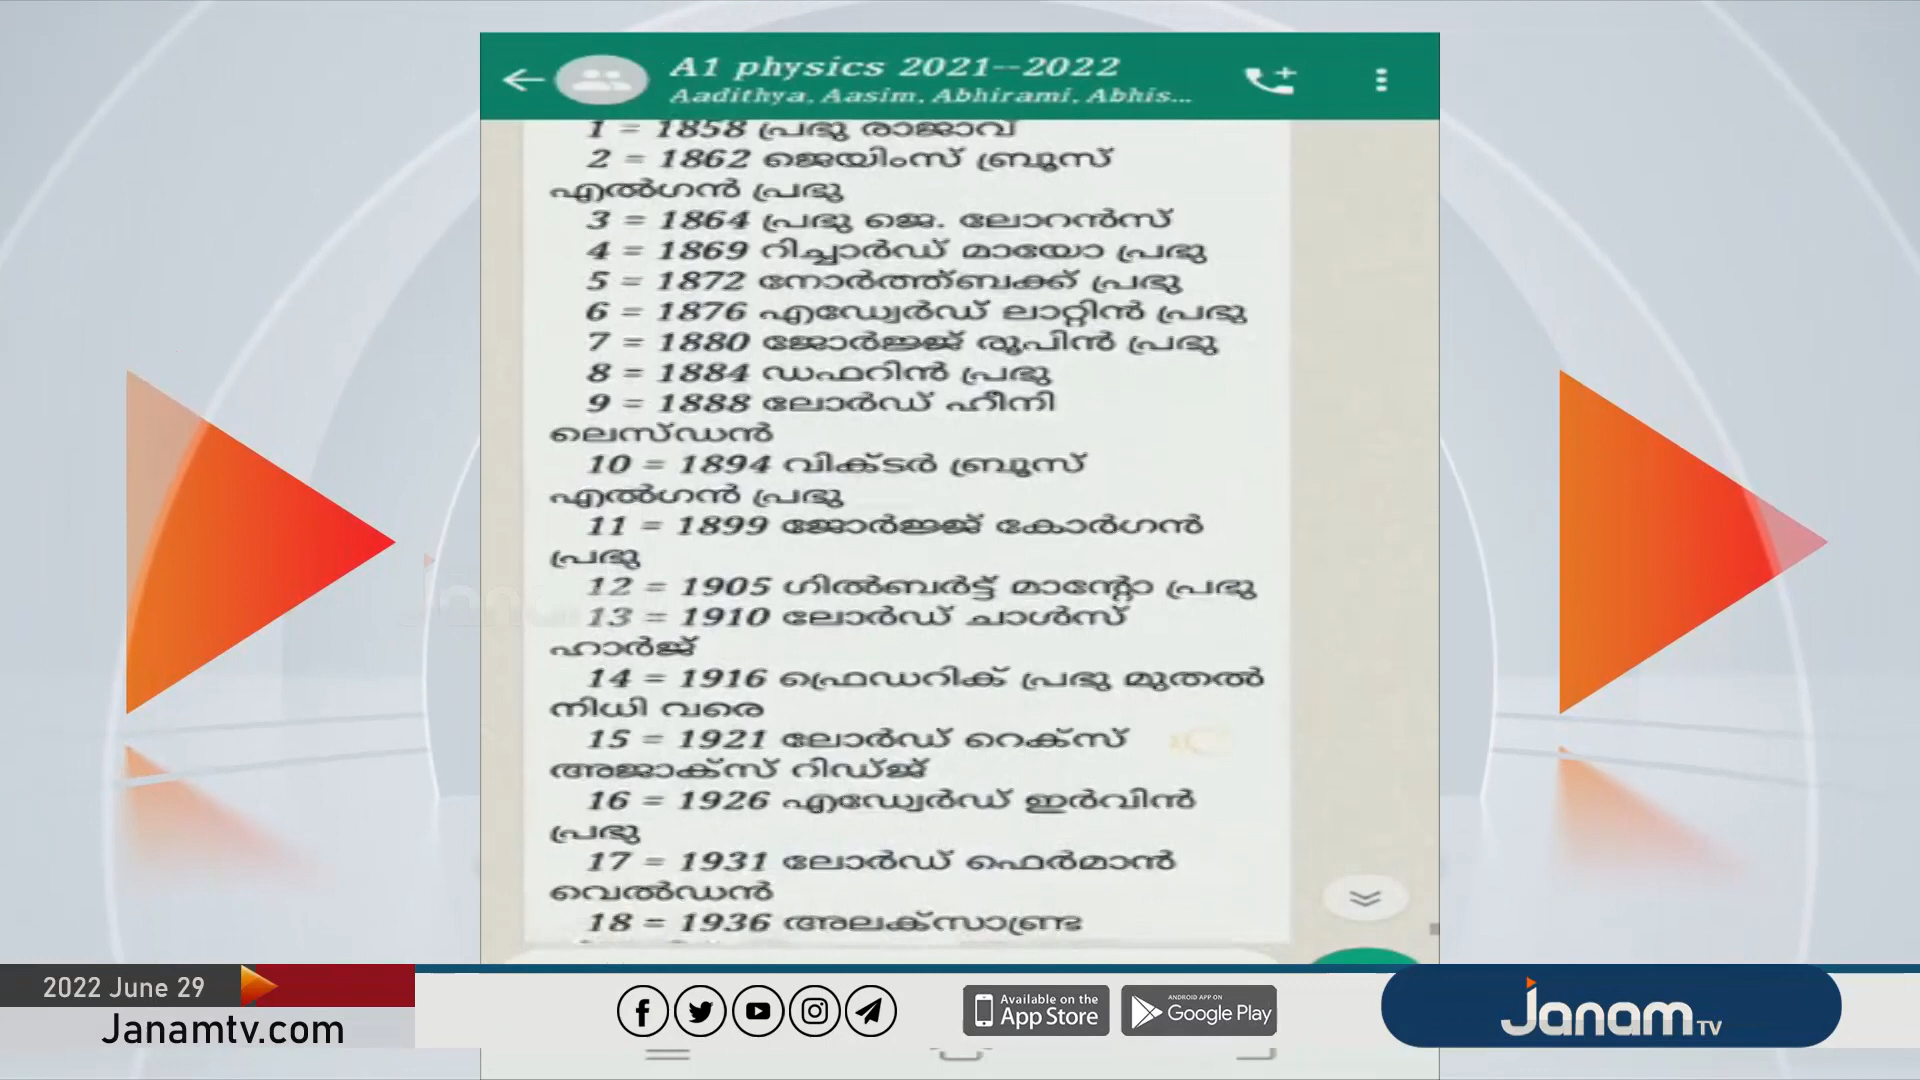 A1 physics 2021--2022
Aadithya, Aasim, Abhirami, Abhis...
1 = 1858 പ്രഭു രാജാവ്
2 = 1862 ജെയിംസ് ബ്രൂസ്
എൽഗൻ പ്രഭു
3 = 1864 പ്രഭു ജെ. ലോറൻസ്
4 = 1869 റിച്ചാർഡ് മായോ പ്രഭു
5 = 1872 നോർത്ത്ബക്ക് പ്രഭു
6 = 1876 എഡ്വേർഡ് ലാറ്റിൻ പ്രഭു
7 = 1880 ജോർജ്ജ് രൂപിൻ പ്രഭു
8 = 1884 ഡഫറിൻ പ്രഭു
9 = 1888 ലോർഡ് ഹീനി
ലെസ്ഡൻ
10 = 1894 വിക്ടർ ബ്രൂസ്
എൽഗൻ പ്രഭു
11 = 1899 ജോർജ്ജ് കോർഗൻ
പ്രഭു
12 = 1905 ഗിൽബർട്ട് മാന്റോ പ്രഭു
13 = 1910 ലോർഡ് ചാൾസ്
ഹാർജ്
14 = 1916 ഫ്രെഡറിക് പ്രഭു മുതൽ
നിധി വരെ
15 = 1921 ലോർഡ് റെക്സ്
അജാക്സ് റിഡ്ജ്
16 = 1926 എഡ്വേർഡ് ഇർവിൻ
പ്രഭു
17 = 1931 ലോർഡ് ഫെർമാൻ
വെൽഡൻ
18 = 1936 അലക്സാണ്ട്ര
2022 June 29
Janamtv.com
Available on the
App Store
ANDROID APP ON
Google Play
Janam TV